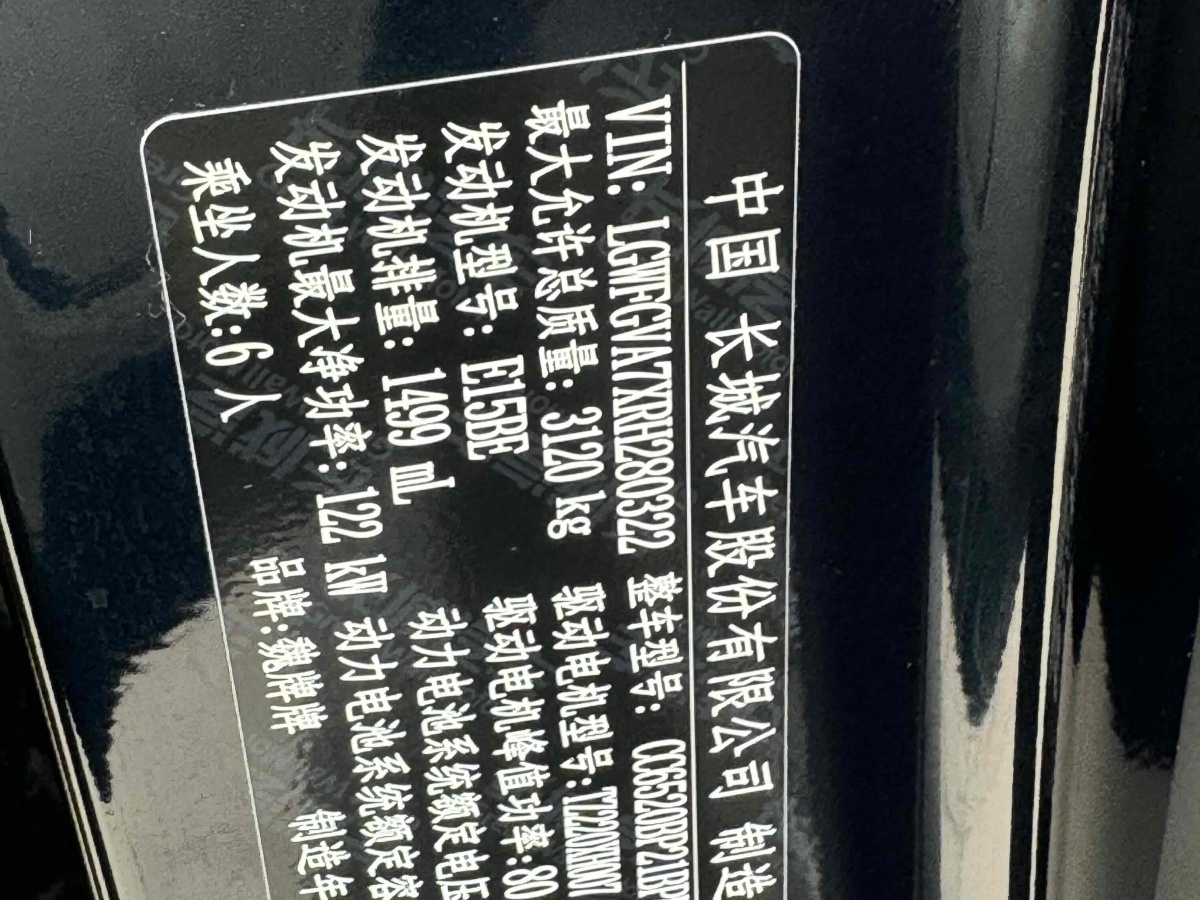 中国 长城汽车股份有限公司 制造
VIN: LGWFGVA7XRH280322 整车型号: CC6520BP21BP
最大允许总质量: 3120 kg 驱动电机型号:TZ220XH007
发动机型号: E15BE 驱动电机峰值功率:80
发动机排量: 1499 mL 动力电池系统额定电压
发动机最大净功率: 122 kW 动力电池系统额定容
乘坐人数:6 人 品牌:魏牌牌 制造年